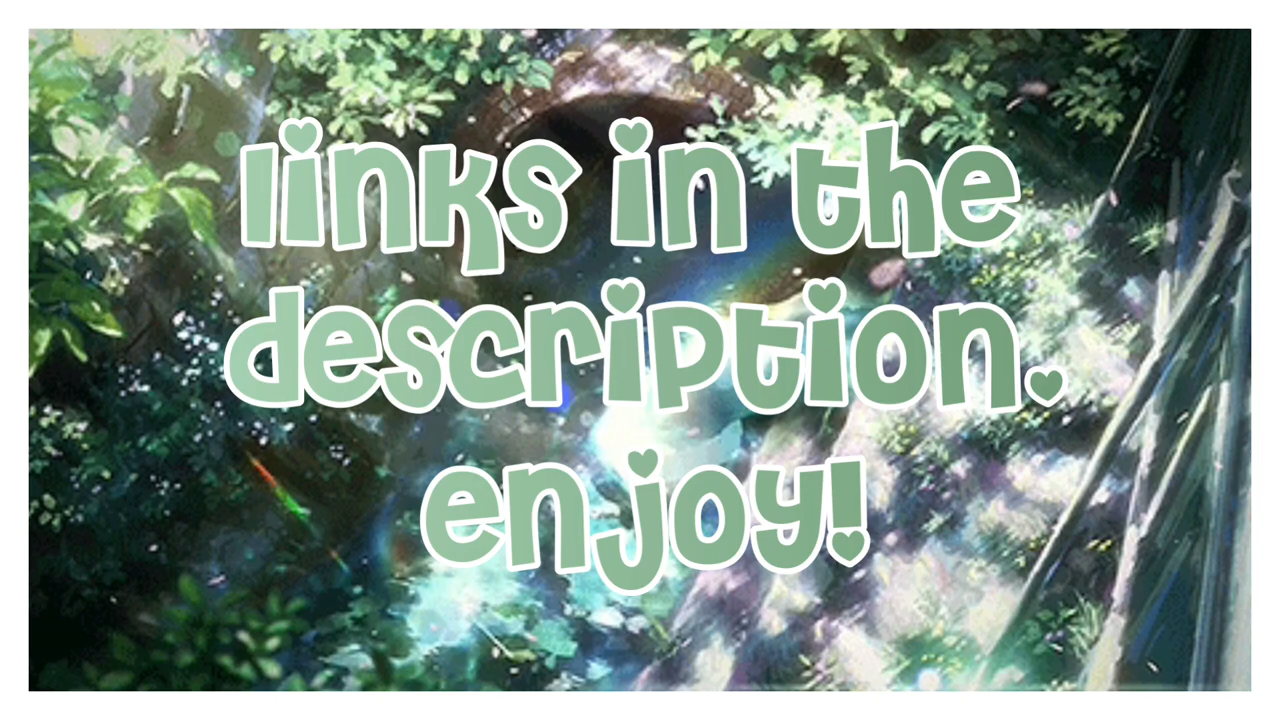 links in the
description.
enjoy!